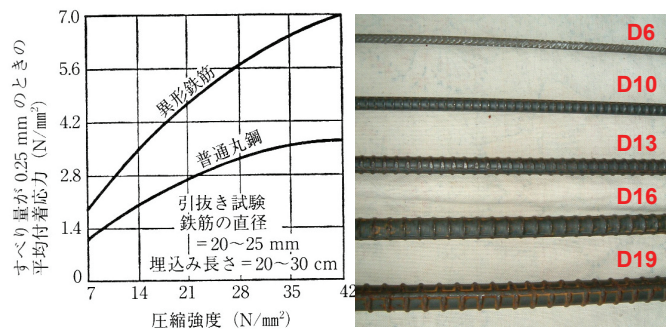 すべり量が 0.25 mm のときの
平均付着応力 (N/mm²)
7.0
5.6
4.2
2.8
1.4
0
異形鉄筋
普通丸鋼
引抜き試験
鉄筋の直径
=20〜25 mm
埋込み長さ=20〜30 cm
7 14 21 28 35 42
圧縮強度 (N/mm²)
D6
D10
D13
D16
D19